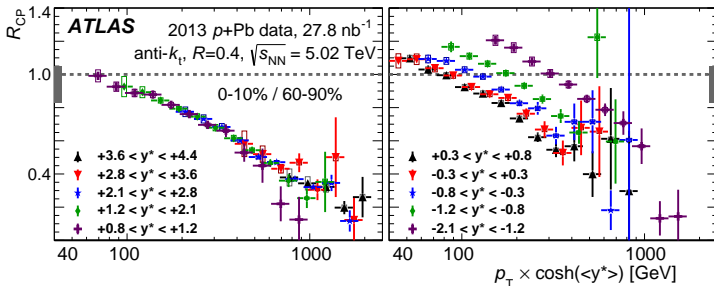 R_CP
1.4
1.0
0.4
ATLAS
2013 p+Pb data, 27.8 nb⁻¹
anti-k_t, R=0.4, √s_NN = 5.02 TeV
0-10% / 60-90%
+3.6 < y* < +4.4
+2.8 < y* < +3.6
+2.1 < y* < +2.8
+1.2 < y* < +2.1
+0.8 < y* < +1.2
40
100
1000
+0.3 < y* < +0.8
-0.3 < y* < +0.3
-0.8 < y* < -0.3
-1.2 < y* < -0.8
-2.1 < y* < -1.2
40
100
1000
p_T × cosh(<y*>) [GeV]